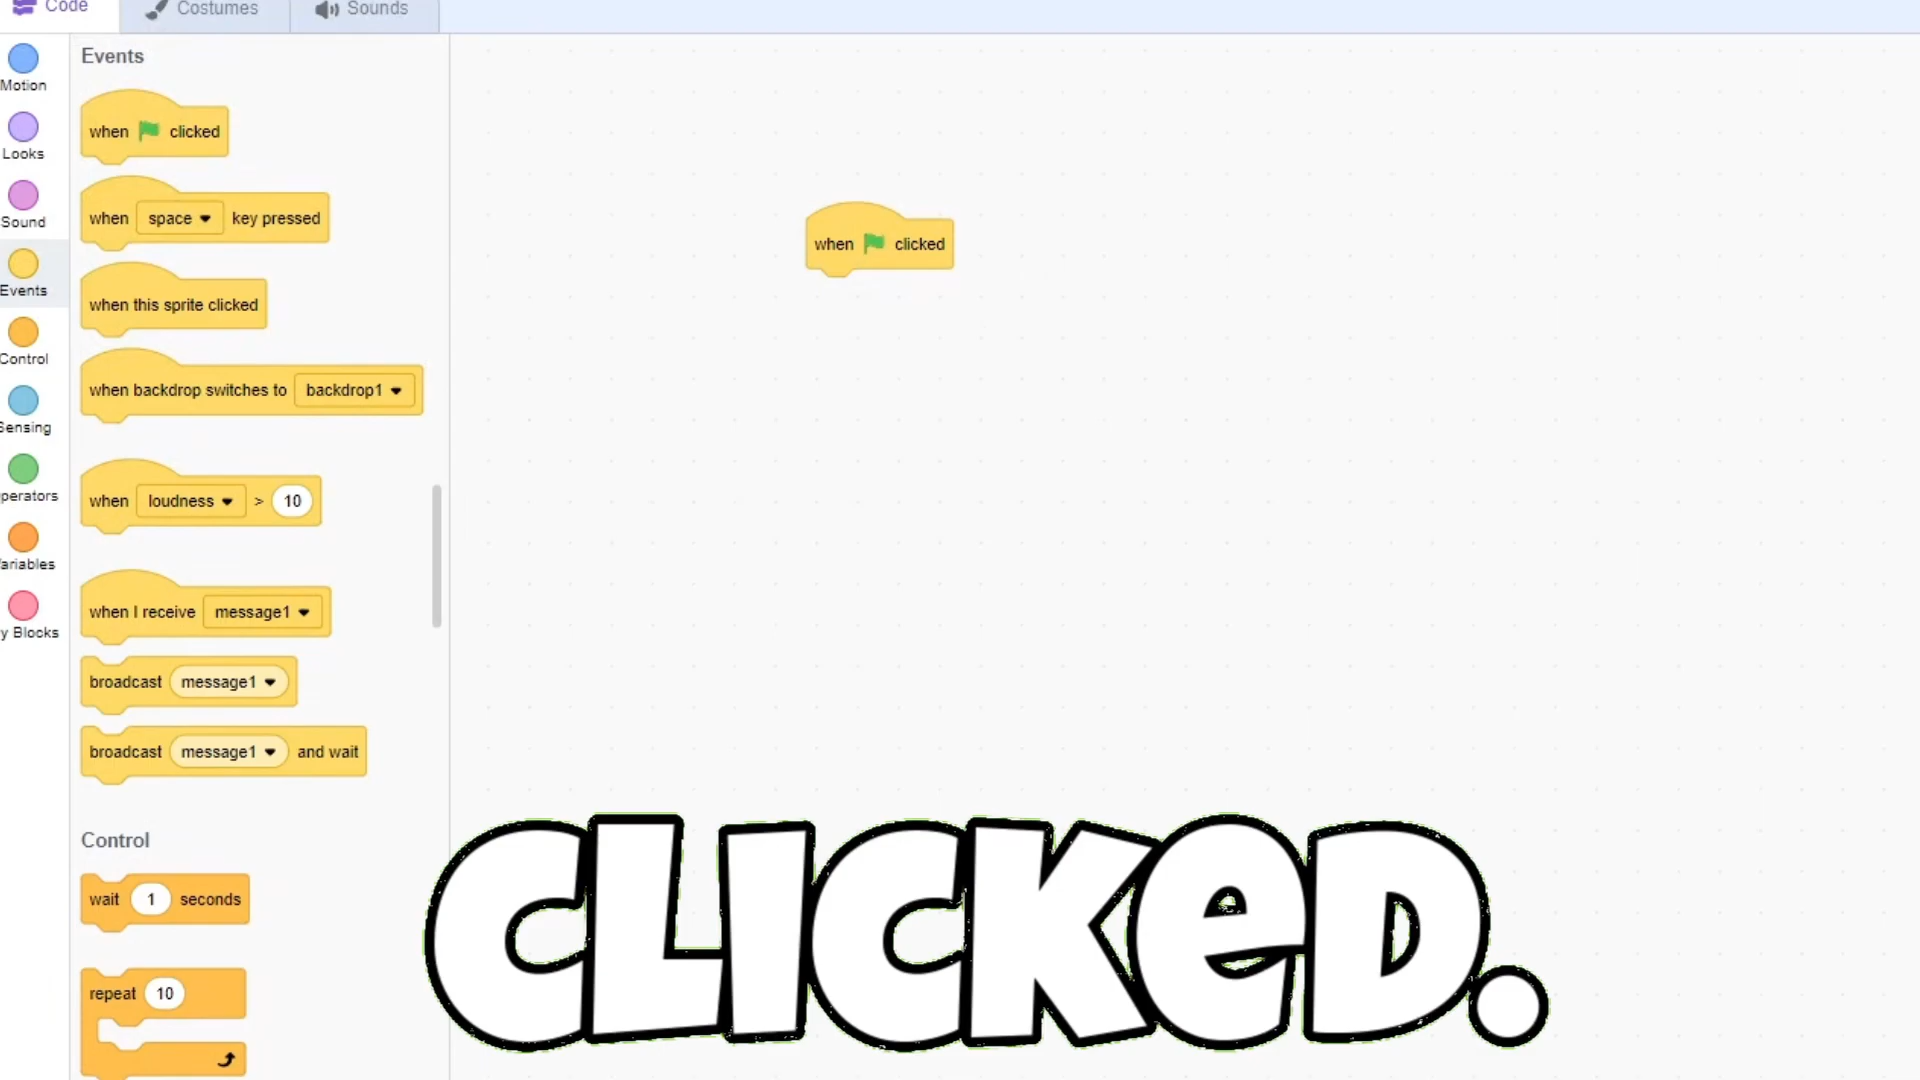 Code
Costumes
Sounds
Motion
Looks
Sound
Events
Control
Sensing
perators
ariables
y Blocks
Events
when clicked
when space key pressed
when this sprite clicked
when backdrop switches to backdrop1
when loudness > 10
when I receive message1
broadcast message1
broadcast message1 and wait
Control
wait 1 seconds
repeat 10
when clicked
CLICKED.